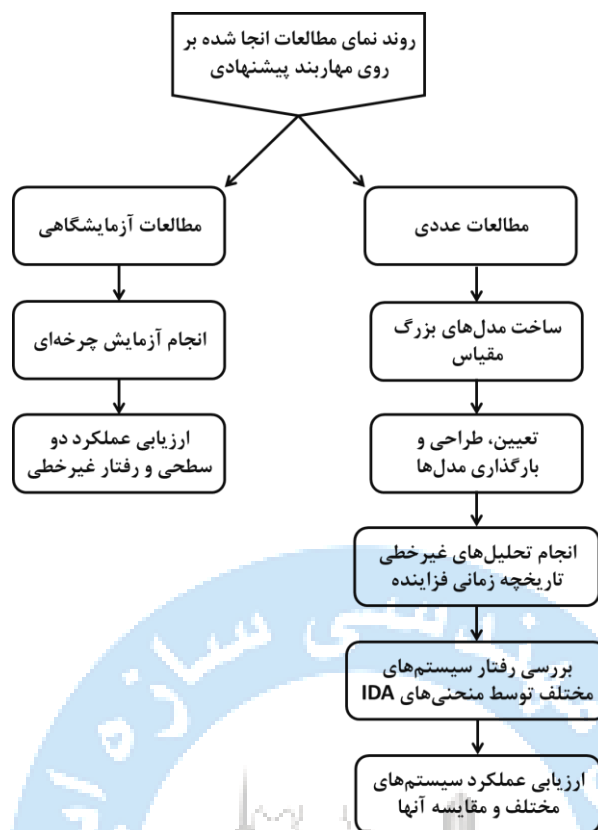 روند نمای مطالعات انجا شده بر
روی مهاربند پیشنهادی
مطالعات عددی
ساخت مدل‌های بزرگ
مقیاس
تعیین، طراحی و
بارگذاری مدل‌ها
انجام تحلیل‌های غیرخطی
تاریخچه زمانی فزاینده
بررسی رفتار سیستم‌های
مختلف توسط منحنی‌های IDA
ارزیابی عملکرد سیستم‌های
مختلف و مقایسه آنها
مطالعات آزمایشگاهی
انجام آزمایش چرخه‌ای
ارزیابی عملکرد دو
سطحی و رفتار غیرخطی